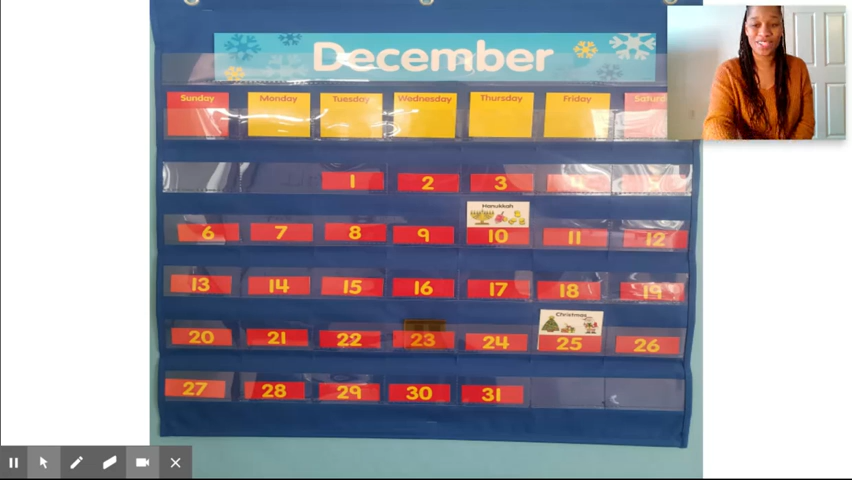 December
Sunday Monday Tuesday Wednesday Thursday Friday
1 2 3 4 5
Hanukkah
6 7 8 9 10 11 12
13 14 15 16 17 18 19
Christmas
20 21 22 23 24 25 26
27 28 29 30 31